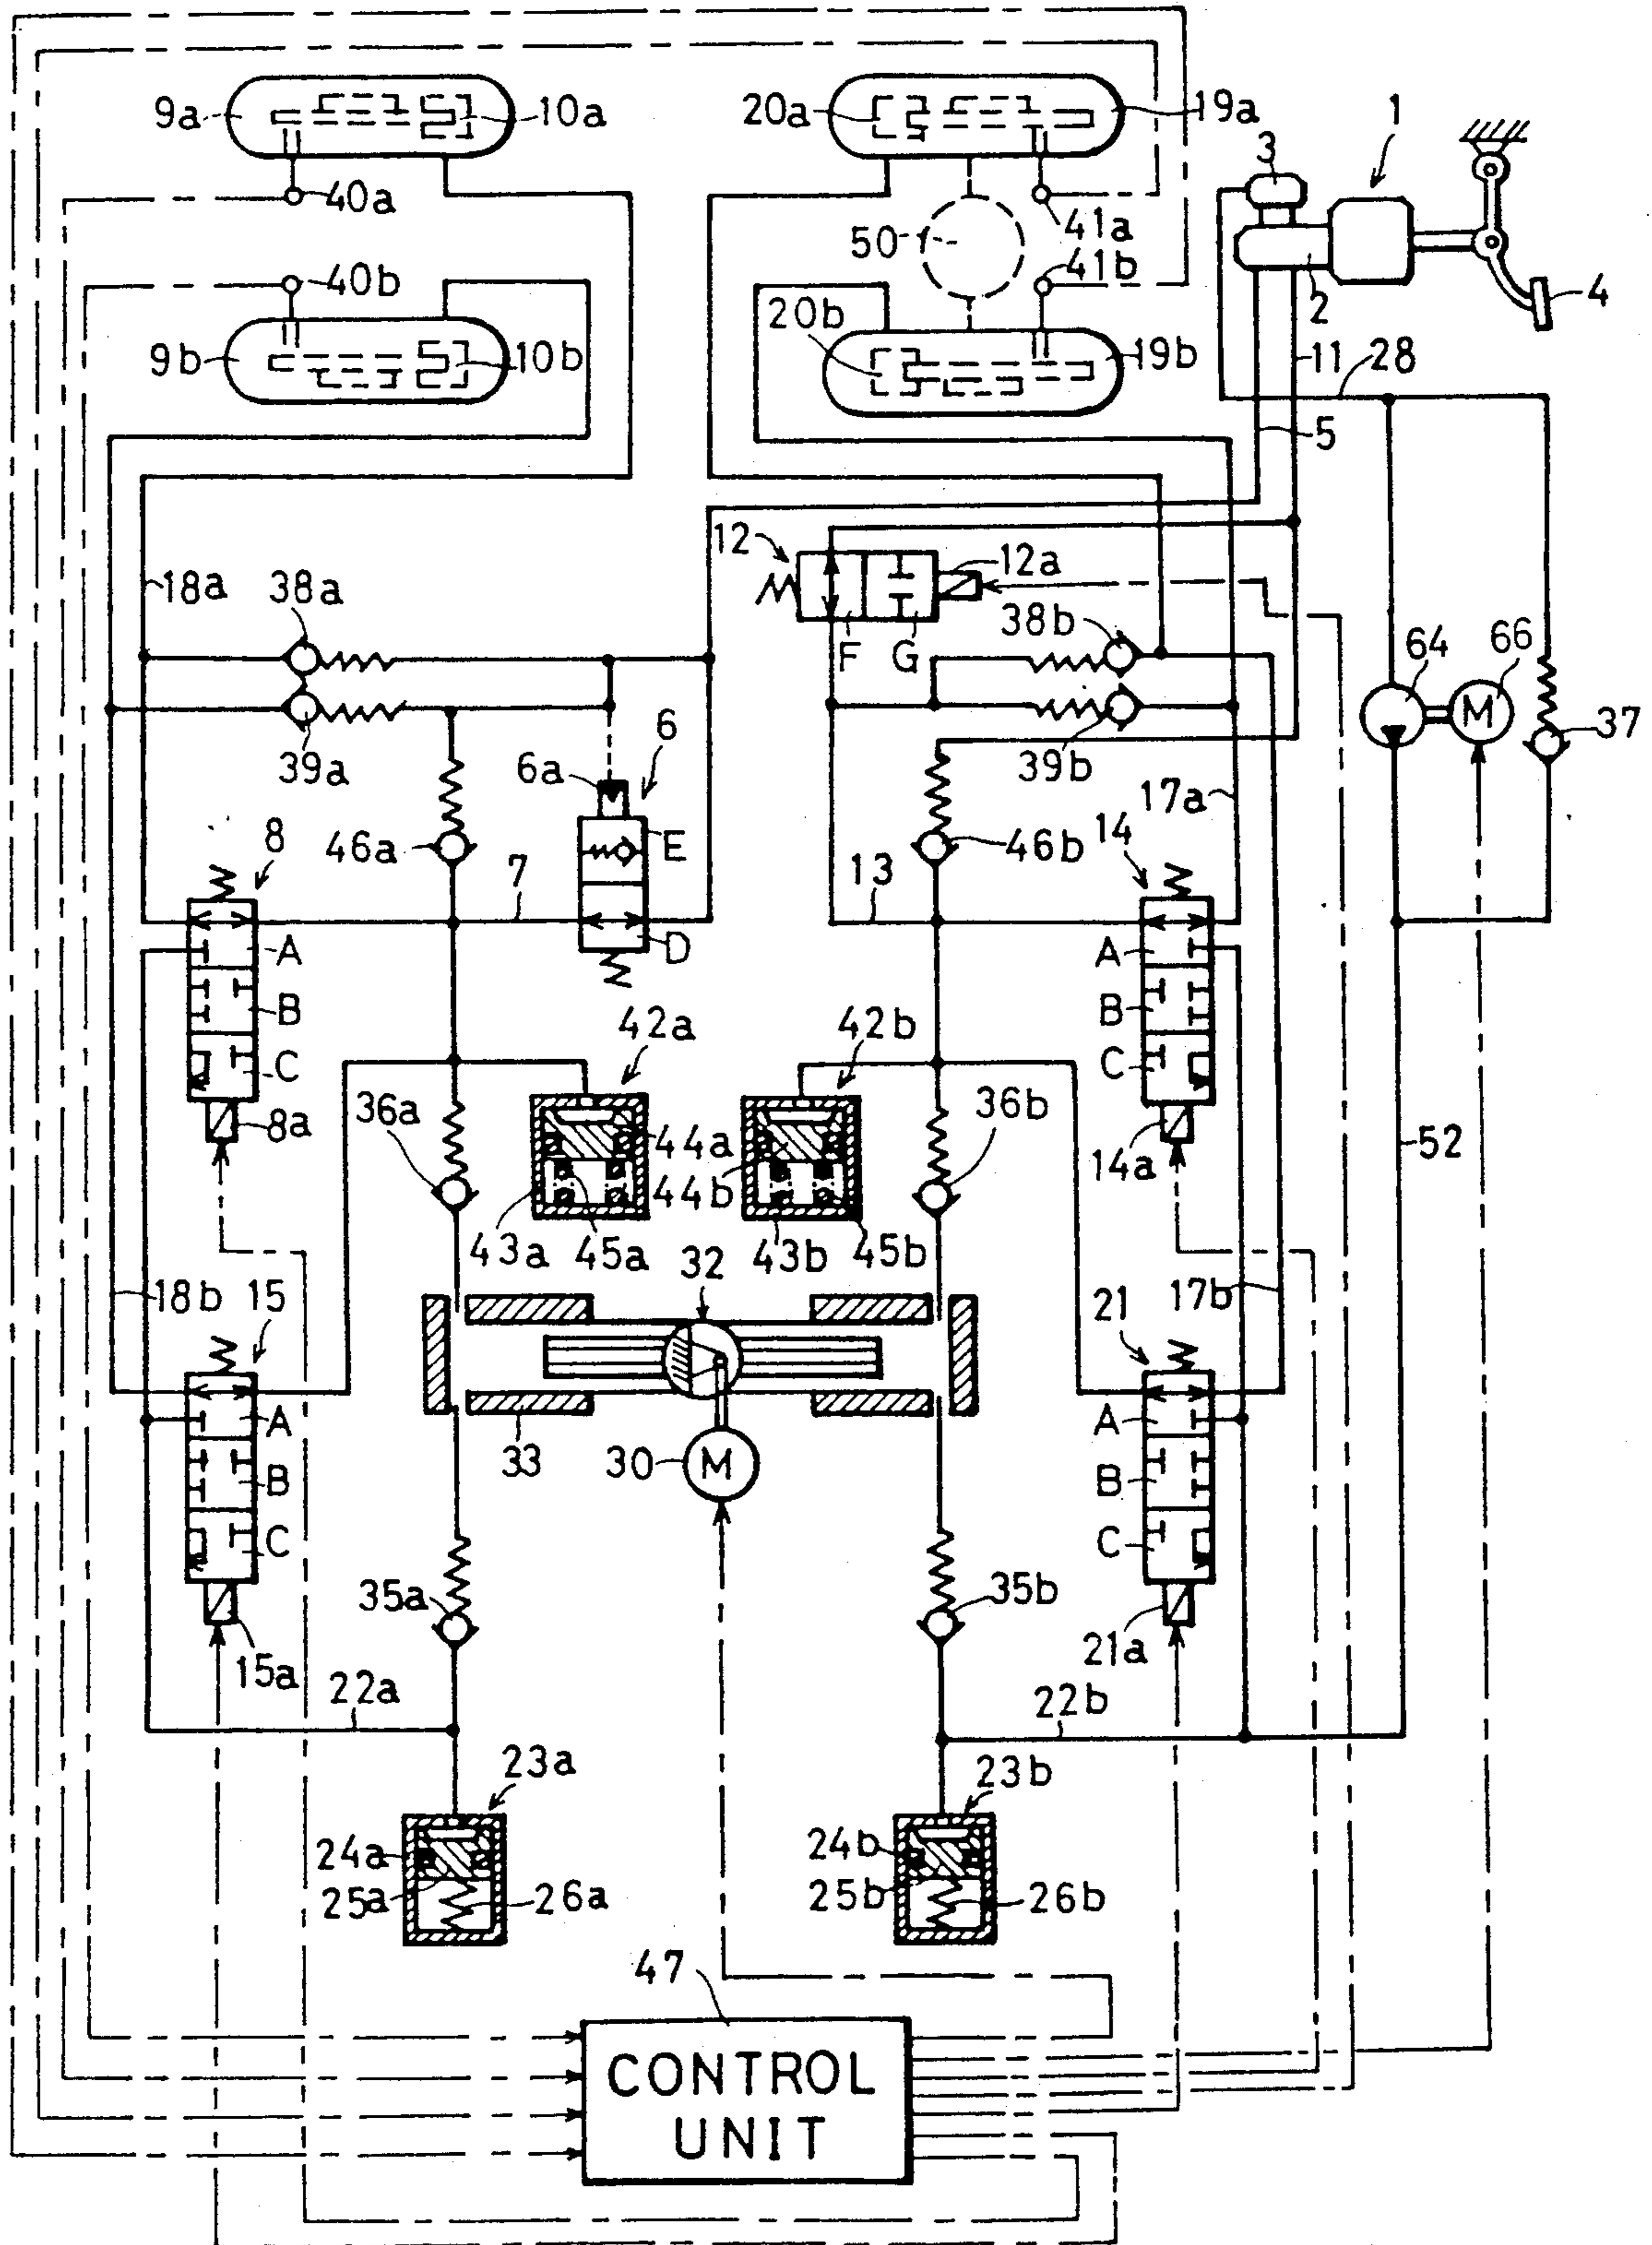 9a
10a
20a
19a
1
3
40a
50
41a
40b
41b
2
4
20b
9b
10b
19b
11
28
5
12
12a
18a
38a
38b
F
G
64
66
M
6
37
39a
6a
39b
17a
8
46a
E
46b
14
7
13
A
D
A
B
B
42a
42b
C
C
36a
36b
8a
44a
14a
52
44b
43a
45a
43b
45b
32
18b
15
21
17b
A
A
33
30
M
B
B
C
C
35a
35b
15a
21a
22a
22b
23a
23b
24a
24b
25a
26a
25b
26b
47
CONTROL
UNIT